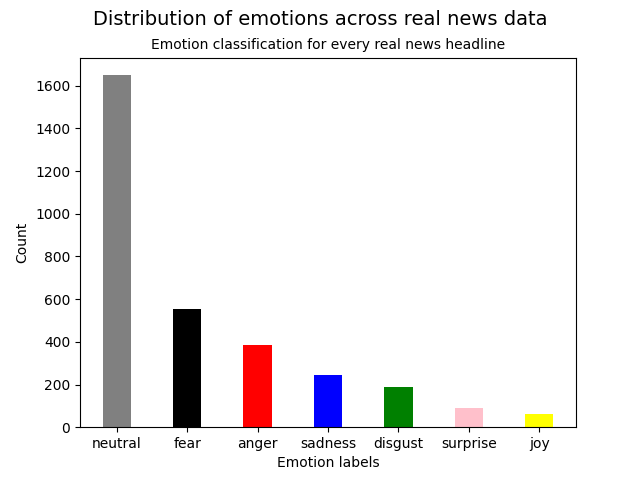 Distribution of emotions across real news data
Emotion classification for every real news headline
1600
1400
1200
1000
800
600
400
200
0
Count
neutral fear anger sadness disgust surprise joy
Emotion labels